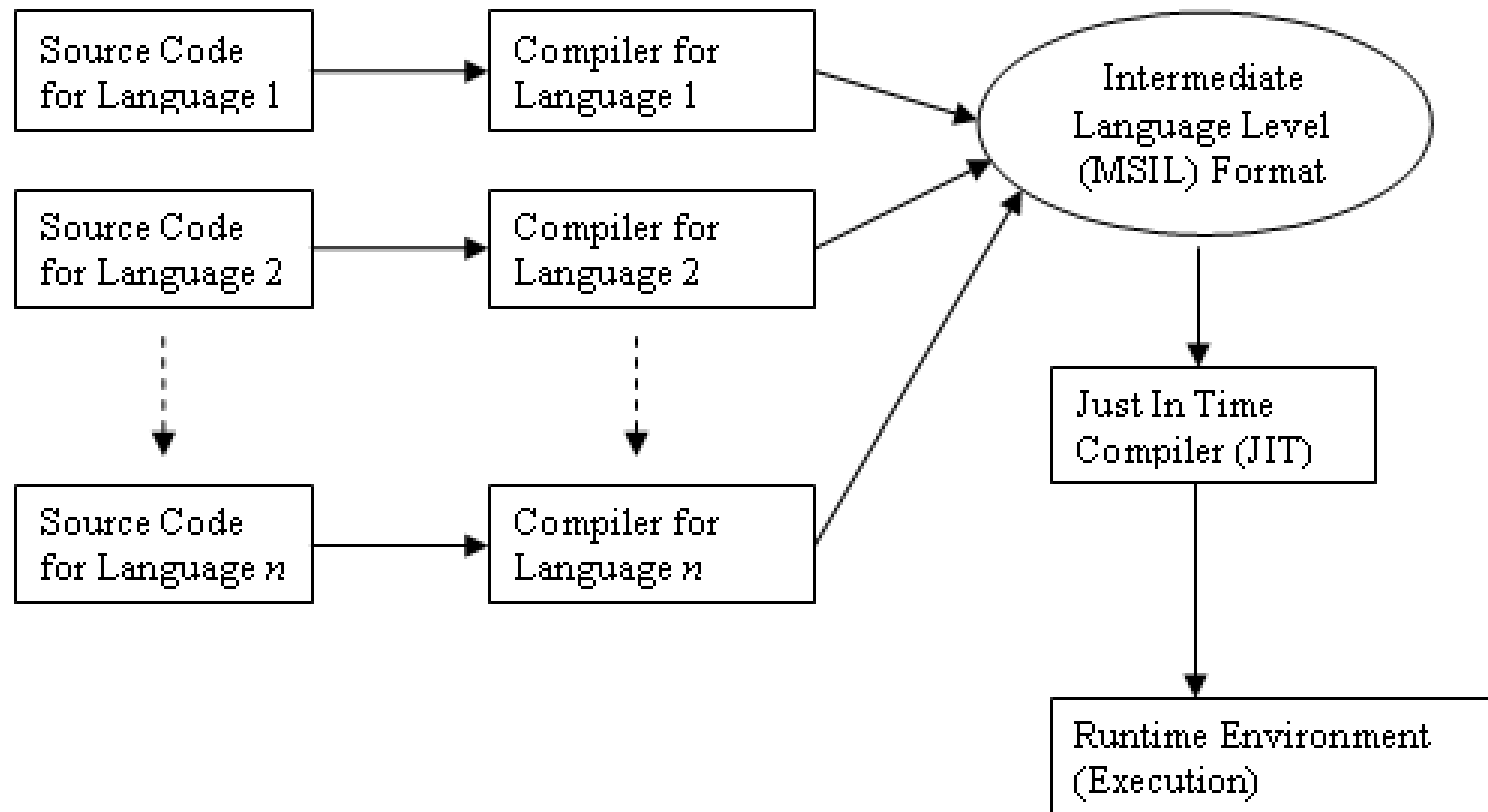 Source Code
for Language 1
Compiler for
Language 1
Intermediate
Language Level
(MSIL) Format
Source Code
for Language 2
Compiler for
Language 2
Just In Time
Compiler (JIT)
Source Code
for Language n
Compiler for
Language n
Runtime Environment
(Execution)